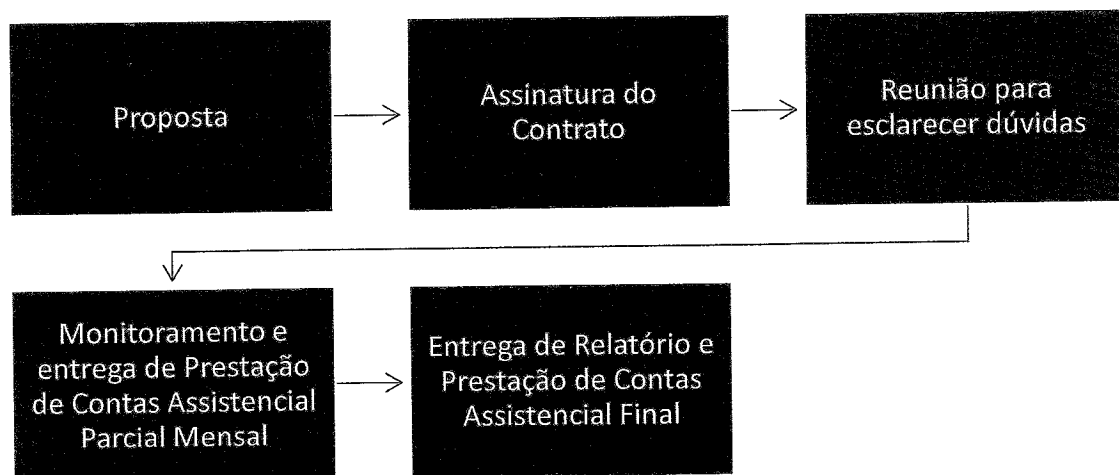 Proposta
Assinatura do
Contrato
Reunião para
esclarecer dúvidas
Monitoramento e
entrega de Prestação
de Contas Assistencial
Parcial Mensal
Entrega de Relatório e
Prestação de Contas
Assistencial Final